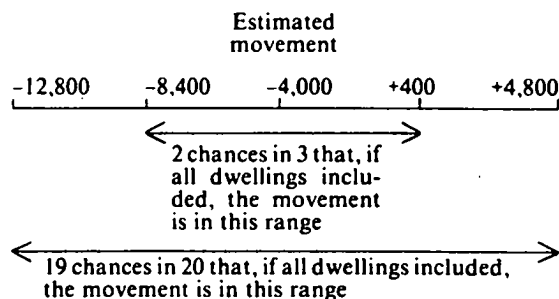 Estimated
movement
−12,800 −8,400 −4,000 +400 +4,800
2 chances in 3 that, if
all dwellings inclu-
ded, the movement
is in this range
19 chances in 20 that, if all dwellings included,
the movement is in this range